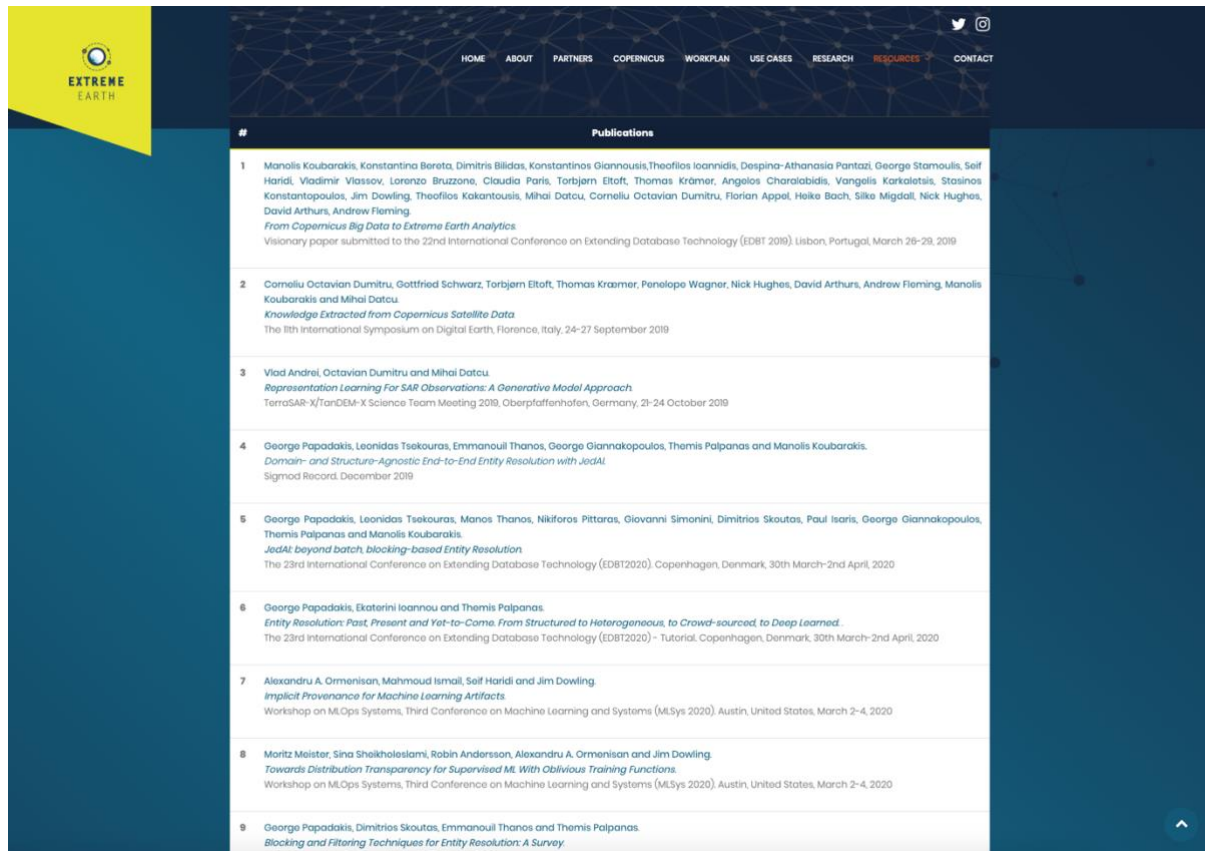 EXTREME
EARTH
HOME ABOUT PARTNERS COPERNICUS WORKPLAN USE CASES RESEARCH RESOURCES CONTACT
# Publications
1 Manolis Koubarakis, Konstantina Bereta, Dimitris Bilidas, Konstantinos Giannousis,Theofilos Ioannidis, Despina-Athanasia Pantazi, George Stamoulis, Seif
Haridi, Vladimir Vlassov, Lorenzo Bruzzone, Claudia Paris, Torbjørn Eltoft, Thomas Krämer, Angelos Charalabidis, Vangelis Karkaletsis, Stasinos
Konstantopoulos, Jim Dowling, Theofilos Kakantousis, Mihai Datcu, Corneliu Octavian Dumitru, Florian Appel, Heike Bach, Silke Migdall, Nick Hughes,
David Arthurs, Andrew Fleming.
From Copernicus Big Data to Extreme Earth Analytics.
Visionary paper submitted to the 22nd International Conference on Extending Database Technology (EDBT 2019). Lisbon, Portugal, March 26-29, 2019
2 Corneliu Octavian Dumitru, Gottfried Schwarz, Torbjørn Eltoft, Thomas Kræmer, Penelope Wagner, Nick Hughes, David Arthurs, Andrew Fleming, Manolis
Koubarakis and Mihai Datcu.
Knowledge Extracted from Copernicus Satellite Data.
The 11th International Symposium on Digital Earth, Florence, Italy, 24-27 September 2019
3 Vlad Andrei, Octavian Dumitru and Mihai Datcu.
Representation Learning For SAR Observations: A Generative Model Approach.
TerraSAR-X/TanDEM-X Science Team Meeting 2019, Oberpfaffenhofen, Germany, 21-24 October 2019
4 George Papadakis, Leonidas Tsekouras, Emmanouil Thanos, George Giannakopoulos, Themis Palpanas and Manolis Koubarakis.
Domain- and Structure-Agnostic End-to-End Entity Resolution with JedAI.
Sigmod Record, December 2019
5 George Papadakis, Leonidas Tsekouras, Manos Thanos, Nikiforos Pittaras, Giovanni Simonini, Dimitrios Skoutas, Paul Isaris, George Giannakopoulos,
Themis Palpanas and Manolis Koubarakis.
JedAI: beyond batch, blocking-based Entity Resolution.
The 23rd International Conference on Extending Database Technology (EDBT2020). Copenhagen, Denmark, 30th March-2nd April, 2020
6 George Papadakis, Ekaterini Ioannou and Themis Palpanas.
Entity Resolution: Past, Present and Yet-to-Come. From Structured to Heterogeneous, to Crowd-sourced, to Deep Learned. .
The 23rd International Conference on Extending Database Technology (EDBT2020) - Tutorial, Copenhagen, Denmark, 30th March-2nd April, 2020
7 Alexandru A. Ormenisan, Mahmoud Ismail, Seif Haridi and Jim Dowling.
Implicit Provenance for Machine Learning Artifacts.
Workshop on MLOps Systems, Third Conference on Machine Learning and Systems (MLSys 2020). Austin, United States, March 2-4, 2020
8 Moritz Meister, Sina Sheikholeslami, Robin Andersson, Alexandru A. Ormenisan and Jim Dowling.
Towards Distribution Transparency for Supervised ML With Oblivious Training Functions.
Workshop on MLOps Systems, Third Conference on Machine Learning and Systems (MLSys 2020). Austin, United States, March 2-4, 2020
9 George Papadakis, Dimitrios Skoutas, Emmanouil Thanos and Themis Palpanas.
Blocking and Filtering Techniques for Entity Resolution: A Survey.